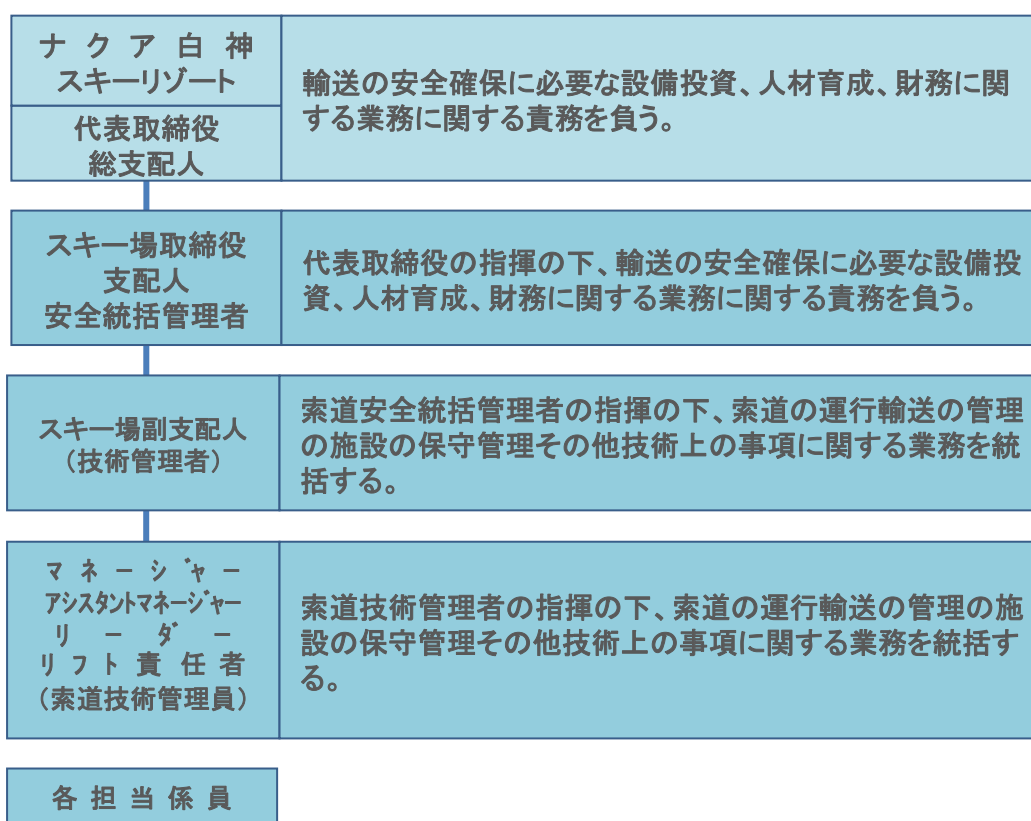 ナクア白神
スキーリゾート
代表取締役
総支配人
輸送の安全確保に必要な設備投資、人材育成、財務に関
する業務に関する責務を負う。
スキー場取締役
支配人
安全統括管理者
代表取締役の指揮の下、輸送の安全確保に必要な設備投
資、人材育成、財務に関する業務に関する責務を負う。
スキー場副支配人
（技術管理者）
索道安全統括管理者の指揮の下、索道の運行輸送の管理
の施設の保守管理その他技術上の事項に関する業務を統
括する。
マネーシ゛ャー
アシスタントマネーシ゛ャー
リータ゛ー
リフト責任者
（索道技術管理員）
索道技術管理者の指揮の下、索道の運行輸送の管理の施
設の保守管理その他技術上の事項に関する業務を統括す
る。
各担当係員